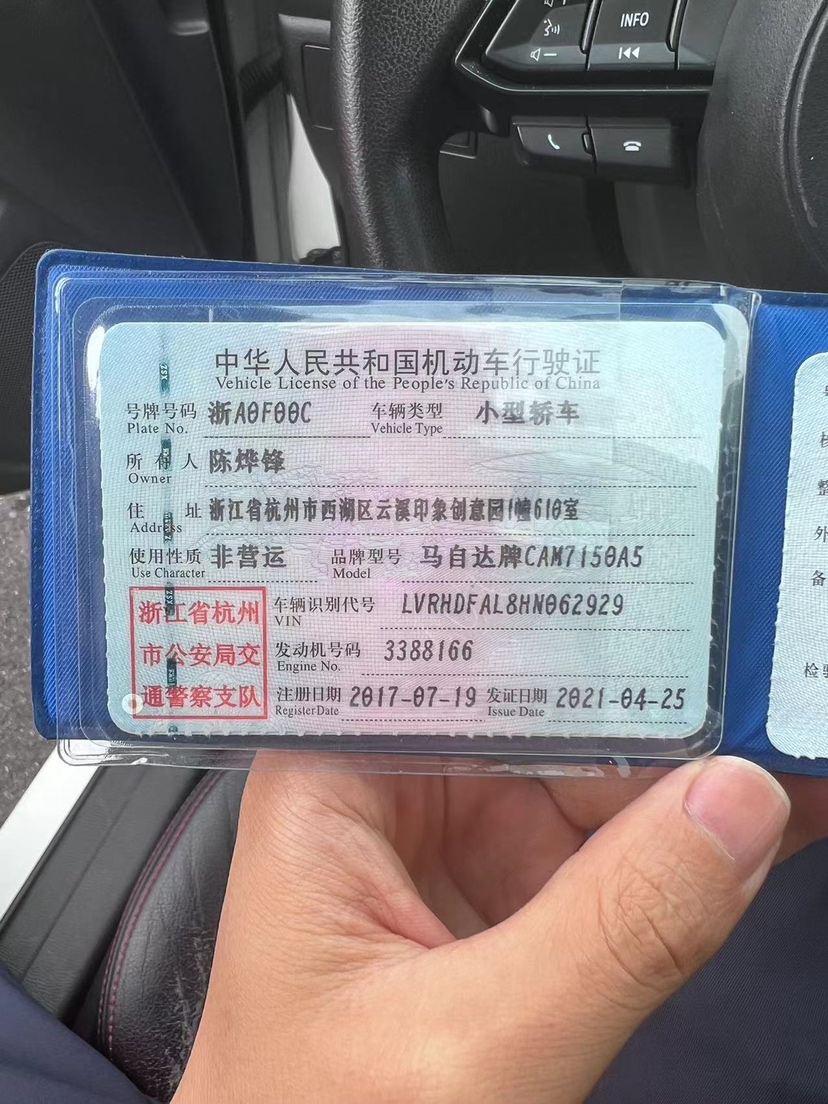 INFO
中华人民共和国机动车行驶证
Vehicle License of the People's Republic of China
号牌号码 浙A0F00C 车辆类型 小型轿车
Plate No. Vehicle Type
所有人 陈烨锋
Owner
住址 浙江省杭州市西湖区云溪印象创意园1幢610室
Address
使用性质 非营运 品牌型号 马自达牌CAM7150A5
Use Character Model
浙江省杭州
市公安局交
通警察支队
车辆识别代号 LVRHDFAL8HN062929
VIN
发动机号码 3388166
Engine No.
注册日期 2017-07-19 发证日期 2021-04-25
Register Date Issue Date
整
外
备
检验